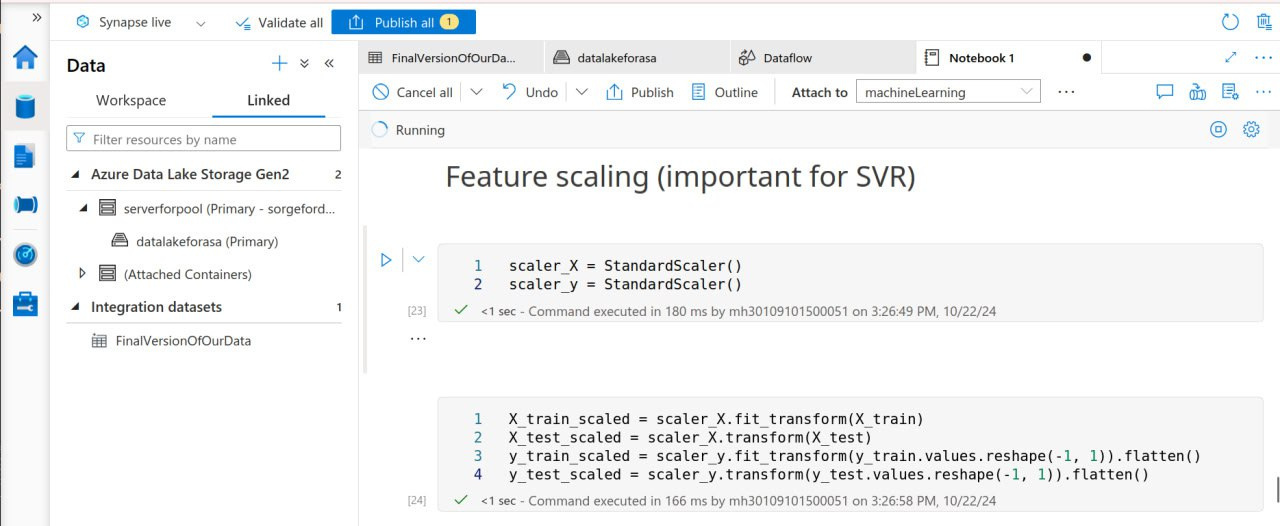 Synapse live
Validate all
Publish all 1
Data
Workspace
Linked
Filter resources by name
Azure Data Lake Storage Gen2 2
serverforpool (Primary - sorgeford...
datalakeforasa (Primary)
(Attached Containers)
Integration datasets 1
FinalVersionOfOurData
FinalVersionOfOurDa...
datalakeforasa
Dataflow
Notebook 1
Cancel all
Undo
Publish
Outline
Attach to
machineLearning
Running
Feature scaling (important for SVR)
1 scaler_X = StandardScaler()
2 scaler_y = StandardScaler()
[23] <1 sec - Command executed in 180 ms by mh30109101500051 on 3:26:49 PM, 10/22/24
1 X_train_scaled = scaler_X.fit_transform(X_train)
2 X_test_scaled = scaler_X.transform(X_test)
3 y_train_scaled = scaler_y.fit_transform(y_train.values.reshape(-1, 1)).flatten()
4 y_test_scaled = scaler_y.transform(y_test.values.reshape(-1, 1)).flatten()
[24] <1 sec - Command executed in 166 ms by mh30109101500051 on 3:26:58 PM, 10/22/24